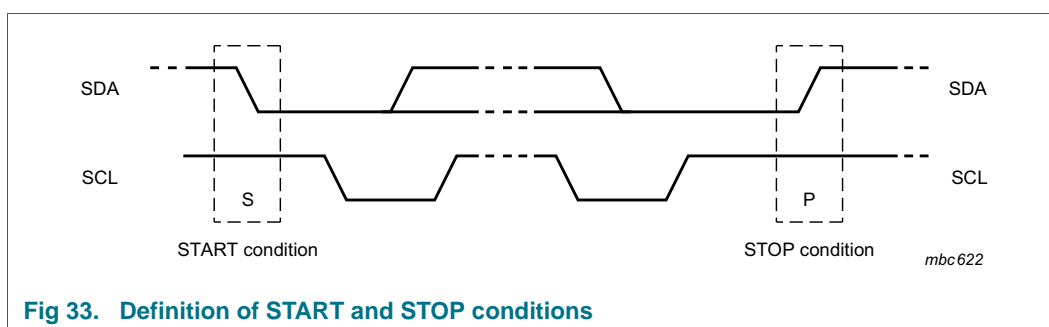 SDA
SDA
SCL
SCL
S
P
START condition
STOP condition
mbc622
Fig 33. Definition of START and STOP conditions